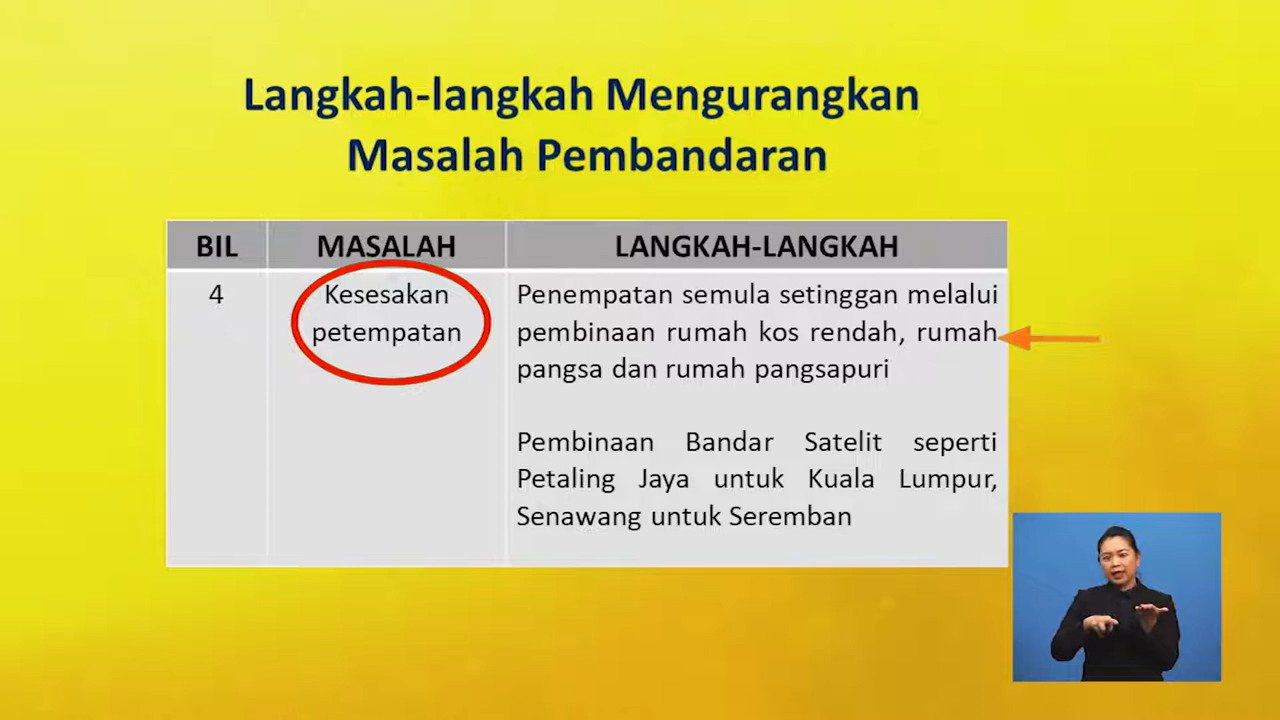 Langkah-langkah Mengurangkan
Masalah Pembandaran
BIL MASALAH LANGKAH-LANGKAH
4 Kesesakan Penempatan semula setinggan melalui
petempatan pembinaan rumah kos rendah, rumah
pangsa dan rumah pangsapuri
Pembinaan Bandar Satelit seperti
Petaling Jaya untuk Kuala Lumpur,
Senawang untuk Seremban